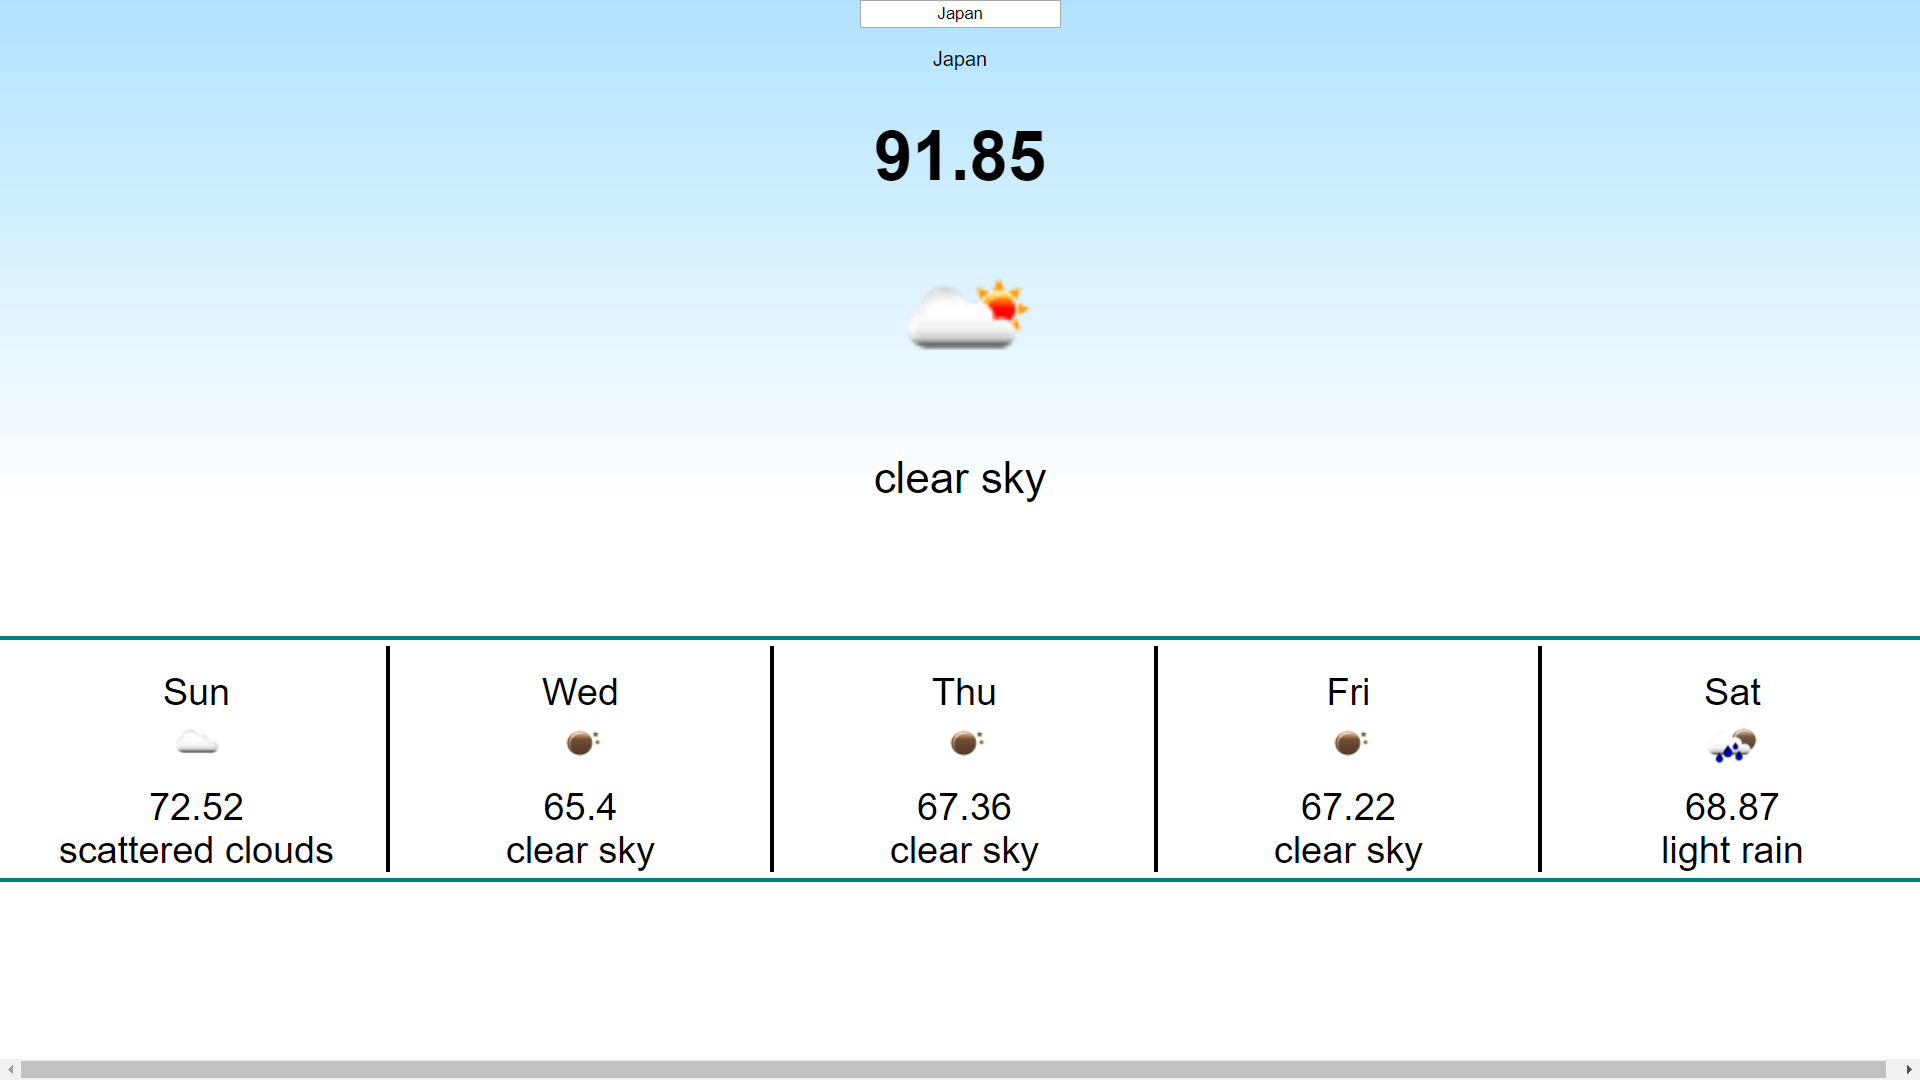 Japan
Japan
91.85
clear sky
Sun
72.52
scattered clouds
Wed
65.4
clear sky
Thu
67.36
clear sky
Fri
67.22
clear sky
Sat
68.87
light rain